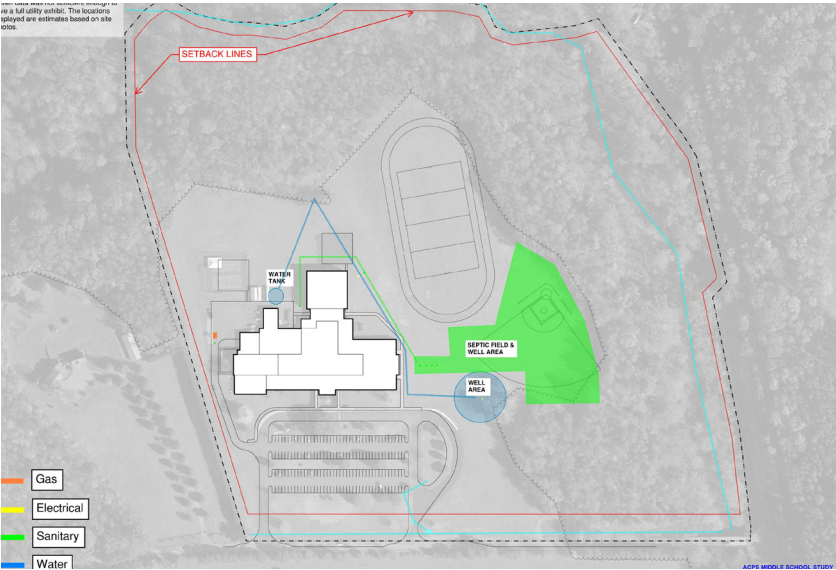 ve a full utility exhibit. The locations
splayed are estimates based on site
otos.
SETBACK LINES
WATER
TANK
SEPTIC FIELD &
WELL AREA
WELL
AREA
Gas
Electrical
Sanitary
Water
ACPS MIDDLE SCHOOL STUDY